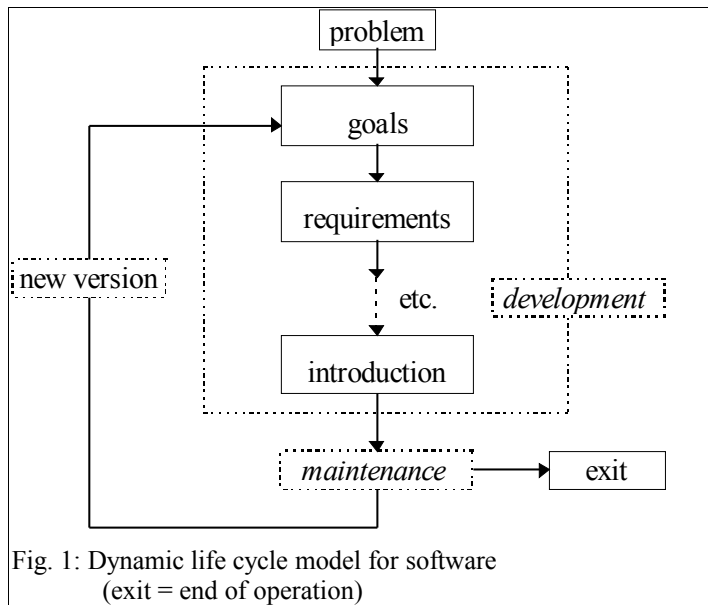 problem
goals
requirements
new version
etc.
development
introduction
maintenance
exit
Fig. 1: Dynamic life cycle model for software
(exit = end of operation)